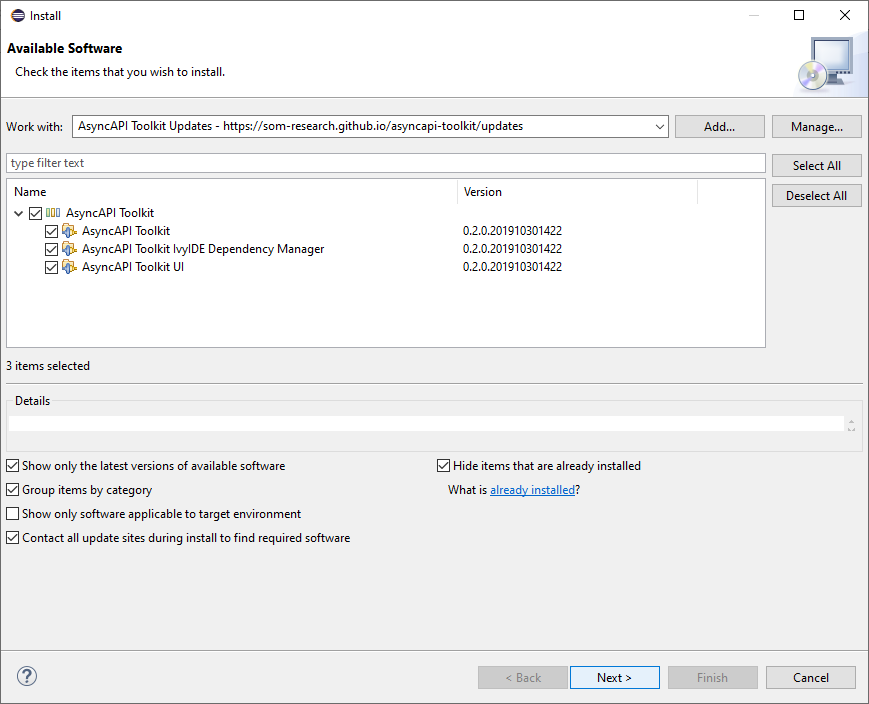 Install
Available Software
Check the items that you wish to install.
Work with: AsyncAPI Toolkit Updates - https://som-research.github.io/asyncapi-toolkit/updates Add... Manage...
type filter text Select All
Name Version Deselect All
AsyncAPI Toolkit
AsyncAPI Toolkit 0.2.0.201910301422
AsyncAPI Toolkit IvyIDE Dependency Manager 0.2.0.201910301422
AsyncAPI Toolkit UI 0.2.0.201910301422
3 items selected
Details
Show only the latest versions of available software Hide items that are already installed
Group items by category What is already installed?
Show only software applicable to target environment
Contact all update sites during install to find required software
? < Back Next > Finish Cancel